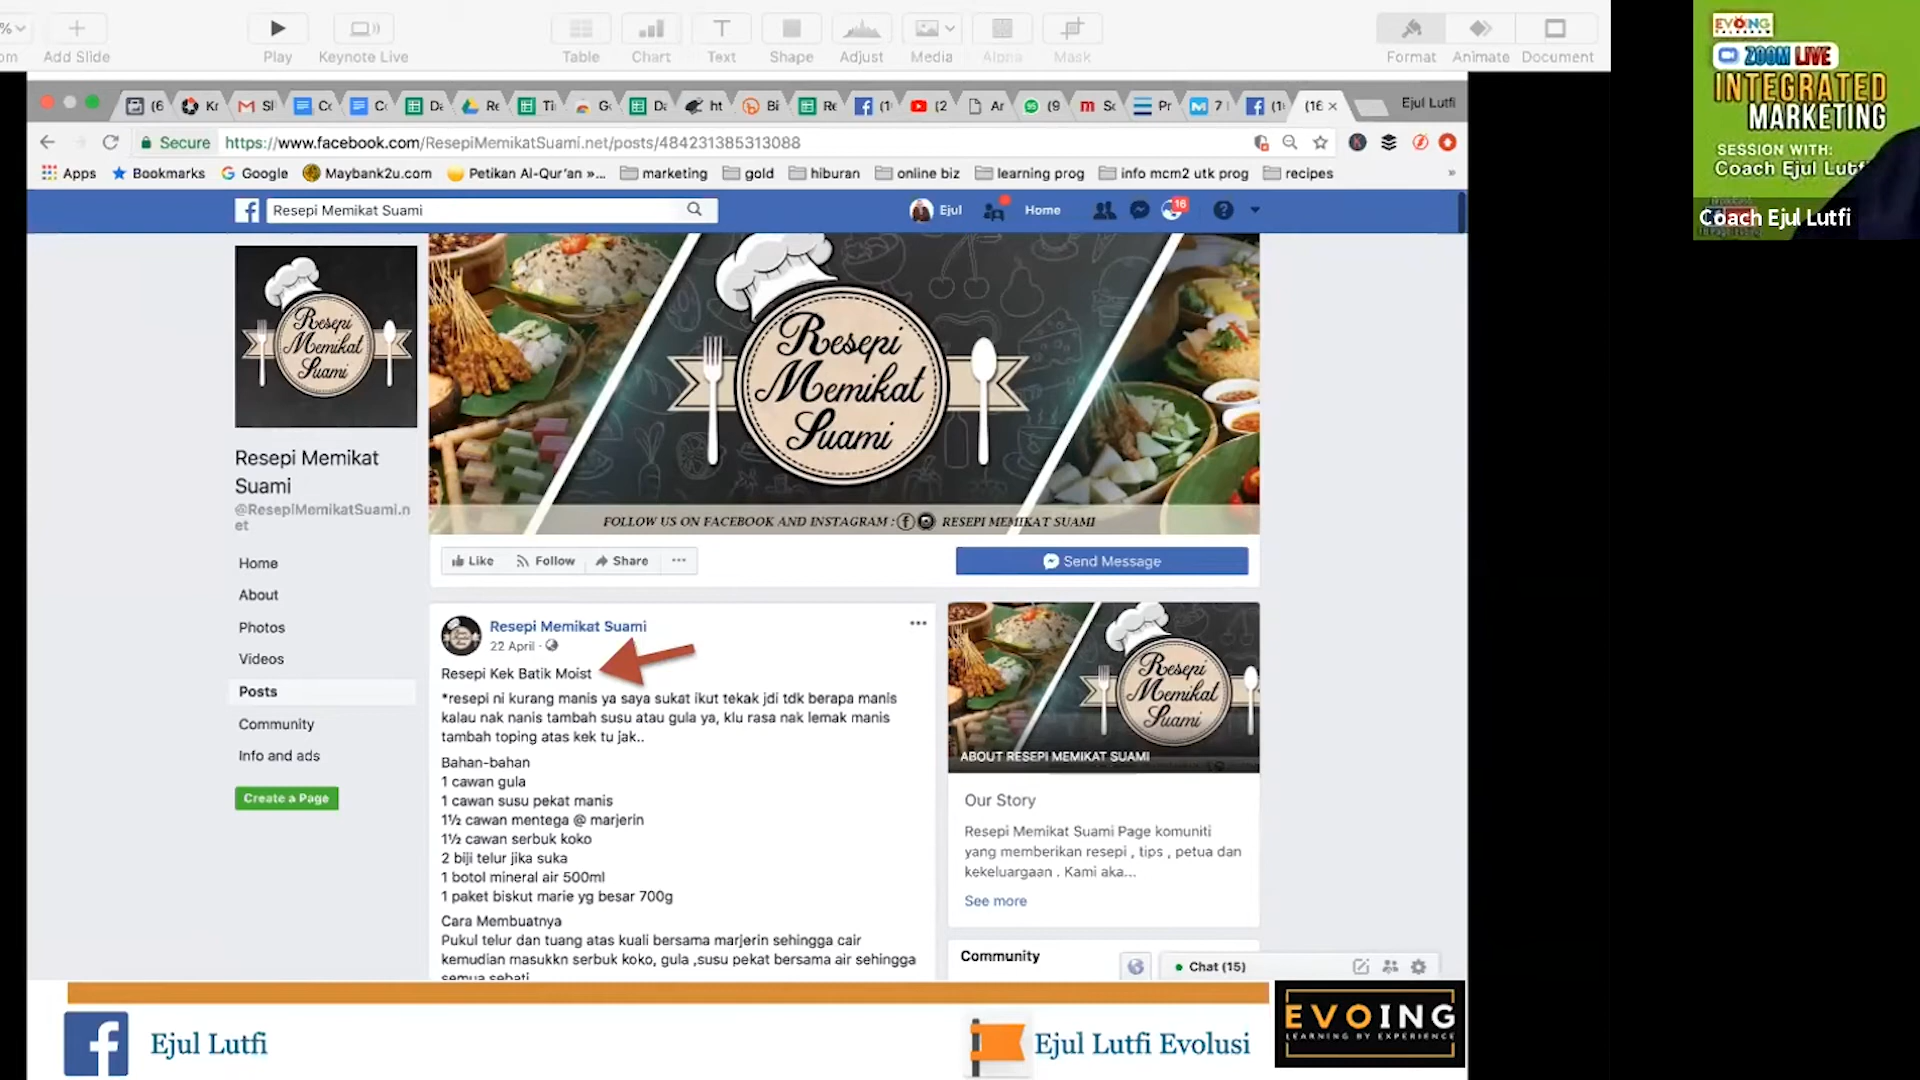 Add Slide
Play
Keynote Live
Table
Chart
Text
Shape
Adjust
Media
Alpha
Mask
Format
Animate
Document
EVOING
ZOOM LIVE
INTEGRATED
MARKETING
SESSION WITH:
Coach Ejul Lutfi
Coach Ejul Lutfi
Ejul Lutfi
Secure
https://www.facebook.com/ResepiMemikatSuami.net/posts/484231385313088
Apps
Bookmarks
Google
Maybank2u.com
Petikan Al-Qur'an »...
marketing
gold
hiburan
online biz
learning prog
info mcm2 utk prog
recipes
»
Resepi Memikat Suami
Ejul
Home
16
Resepi
Memikat
Suami
Resepi
Memikat
Suami
FOLLOW US ON FACEBOOK AND INSTAGRAM : RESEPI MEMIKAT SUAMI
Resepi Memikat
Suami
@ResepiMemikatSuami.n
et
Home
About
Photos
Videos
Posts
Community
Info and ads
Create a Page
Like
Follow
Share
...
Send Message
Resepi Memikat Suami
22 April ·
Resepi Kek Batik Moist
*resepi ni kurang manis ya saya sukat ikut tekak jdi tdk berapa manis
kalau nak nanis tambah susu atau gula ya, klu rasa nak lemak manis
tambah toping atas kek tu jak..
Bahan-bahan
1 cawan gula
1 cawan susu pekat manis
1½ cawan mentega @ marjerin
1½ cawan serbuk koko
2 biji telur jika suka
1 botol mineral air 500ml
1 paket biskut marie yg besar 700g
Cara Membuatnya
Pukul telur dan tuang atas kuali bersama marjerin sehingga cair
kemudian masukkn serbuk koko, gula ,susu pekat bersama air sehingga
semua sebati
Resepi
Memikat
Suami
ABOUT RESEPI MEMIKAT SUAMI
Our Story
Resepi Memikat Suami Page komuniti
yang memberikan resepi , tips , petua dan
kekeluargaan . Kami aka...
See more
Community
Chat (15)
Ejul Lutfi
Ejul Lutfi Evolusi
EVOING
LEARNING BY EXPERIENCE